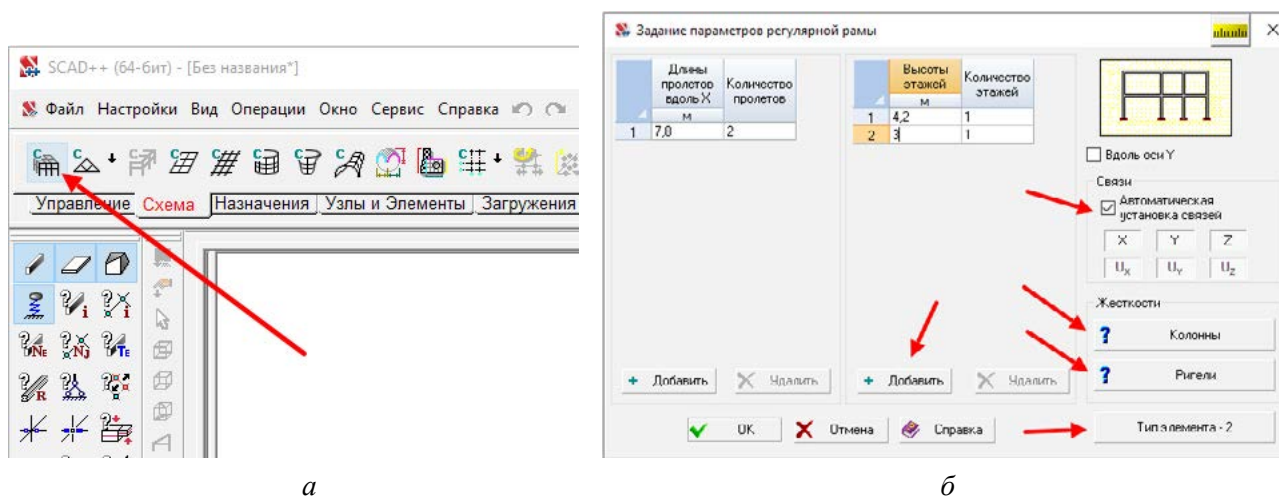 SCAD++ (64-бит) - [Без названия*]
Файл Настройки Вид Операции Окно Сервис Справка
Управление Схема Назначения Узлы и Элементы Загружения
а
Задание параметров регулярной рамы
Длины пролетов вдоль X Количество пролетов
м
1 7,0 2
Высоты этажей Количество этажей
м
1 4,2 1
2 3 1
Вдоль оси Y
Связи
Автоматическая
установка связей
X Y Z
Ux Uy Uz
Жесткости
? Колонны
? Ригели
Добавить Удалить Добавить Удалить
OK Отмена Справка Тип элемента - 2
б